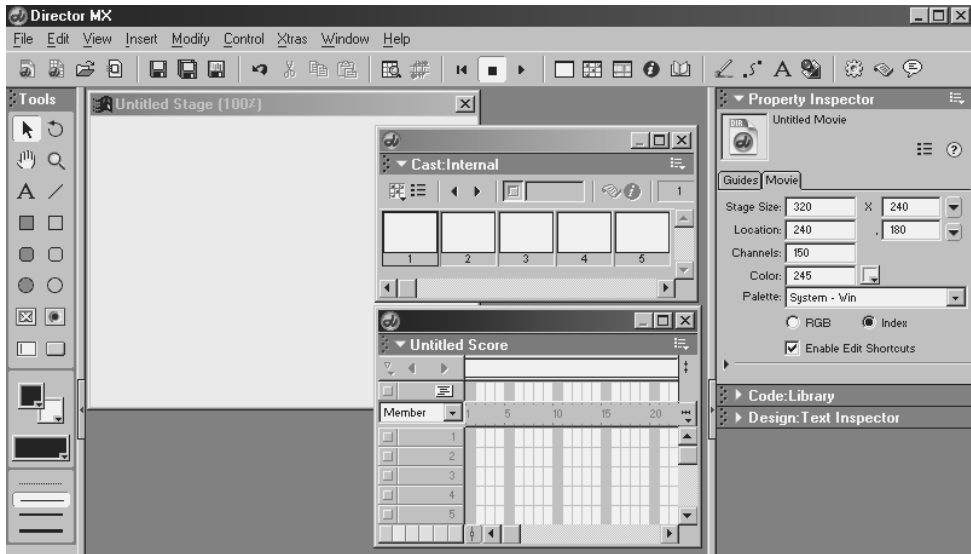 Director MX
File Edit View Insert Modify Control Xtras Window Help
Tools
Untitled Stage (100%)
A
Cast:Internal
1
1 2 3 4 5
Untitled Score
Member
1 5 10 15 20
1
2
3
4
5
Property Inspector
DIR
Untitled Movie
Guides Movie
Stage Size: 320 X 240
Location: 240 , 180
Channels: 150
Color: 245
Palette: System - Win
RGB Index
Enable Edit Shortcuts
Code:Library
Design:Text Inspector